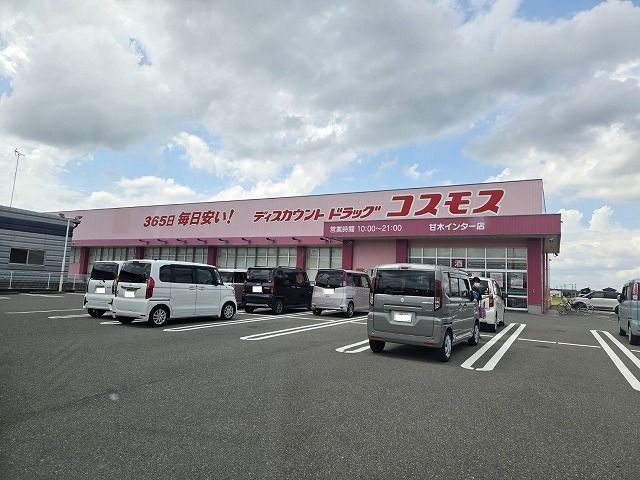 365日 毎日安い! ディスカウント ドラッグ コスモス
営業時間 10:00~21:00 甘木インター店
酒